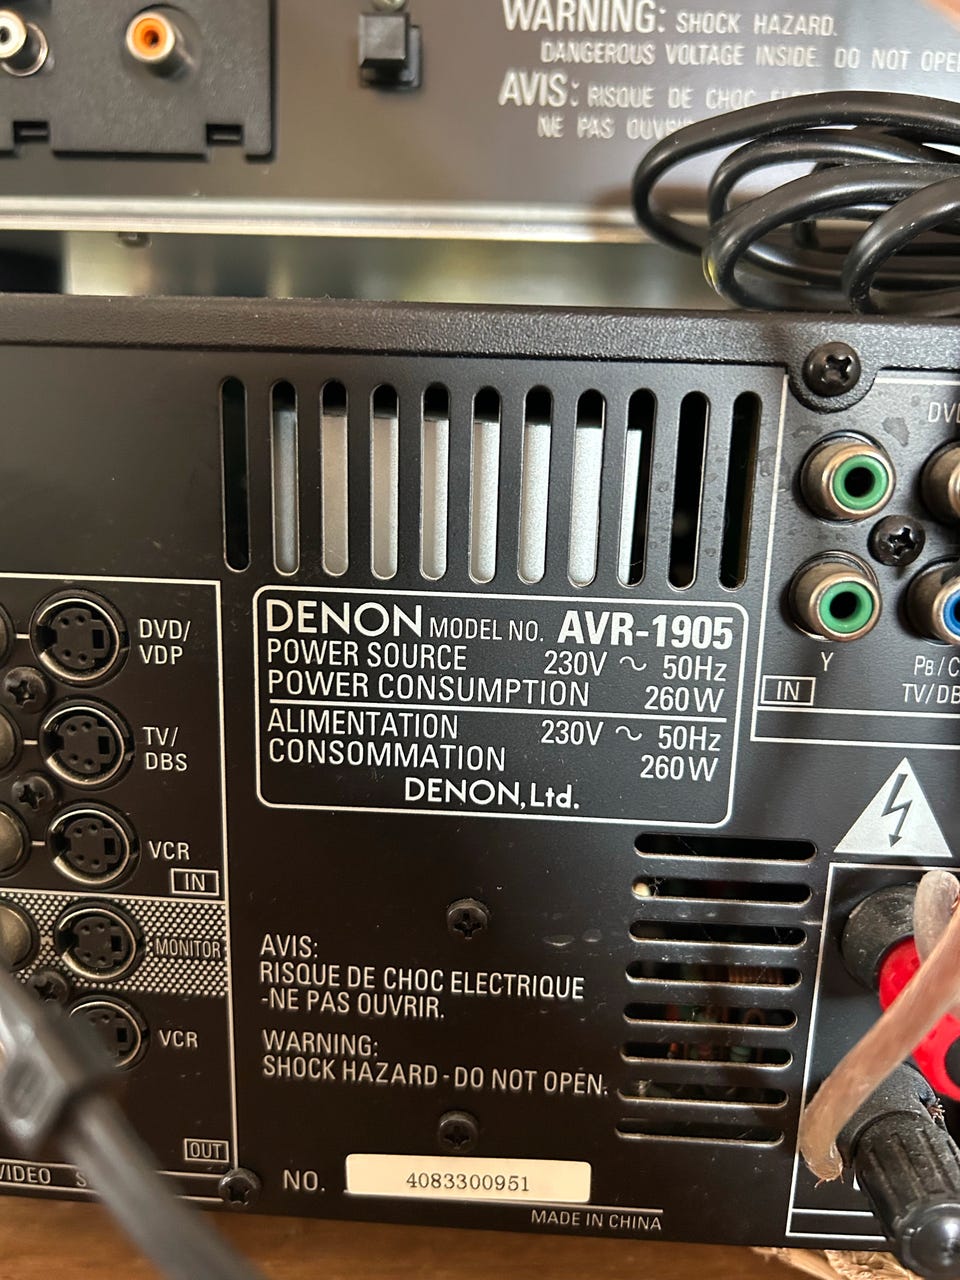 WARNING: SHOCK HAZARD.
DANGEROUS VOLTAGE INSIDE. DO NOT
AVIS: RISQUE DE CHOC
NE PAS
DENON MODEL NO. AVR-1905
POWER SOURCE 230V ~ 50Hz
POWER CONSUMPTION 260W
ALIMENTATION 230V ~ 50Hz
CONSOMMATION 260W
DENON, Ltd.
DVD/
VDP
TV/
DBS
VCR
IN
MONITOR
VCR
OUT
VIDEO
Y
PB/C
TV/DB
IN
AVIS:
RISQUE DE CHOC ELECTRIQUE
-NE PAS OUVRIR.
WARNING:
SHOCK HAZARD - DO NOT OPEN.
NO. 4083300951
MADE IN CHINA